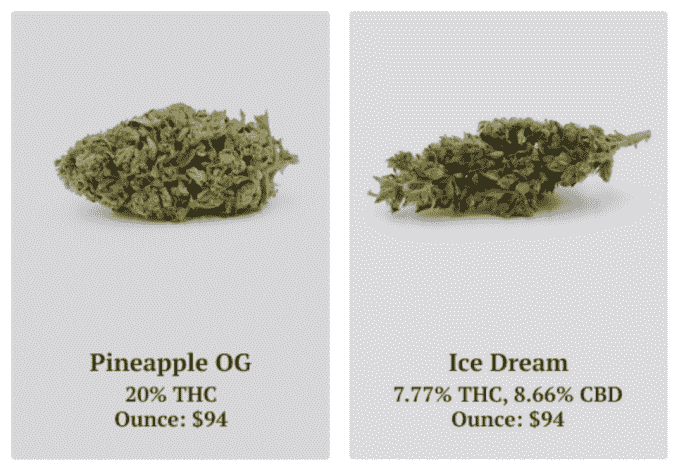 Pineapple OG
20% THC
Ounce: $94
Ice Dream
7.77% THC, 8.66% CBD
Ounce: $94